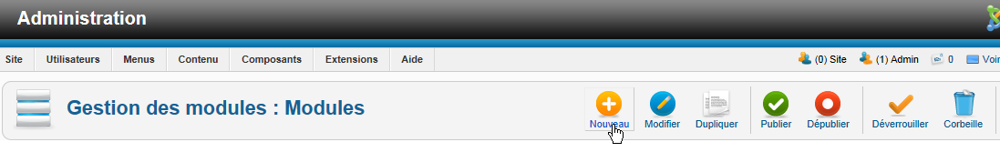 Administration
Site Utilisateurs Menus Contenu Composants Extensions Aide (0) Site (1) Admin 0 Voir
Gestion des modules : Modules
Nouveau Modifier Dupliquer Publier Dépublier Déverrouiller Corbeille